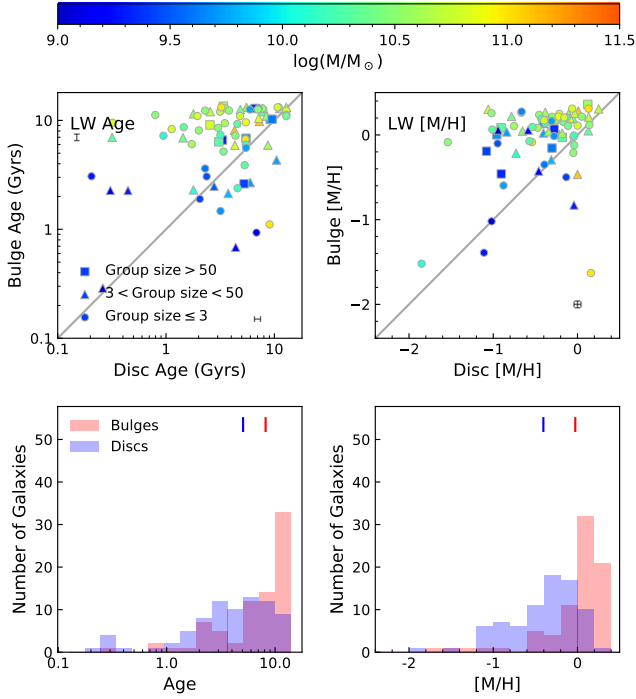 9.0 9.5 10.0 10.5 11.0 11.5
log(M/M⊙)
LW Age
Bulge Age (Gyrs)
10
1
0.1
Group size > 50
3 < Group size < 50
Group size ≤ 3
0.1 1 10
Disc Age (Gyrs)
LW [M/H]
Bulge [M/H]
0
−1
−2
−2 −1 0
Disc [M/H]
Number of Galaxies
50
40
30
20
10
0
Bulges
Discs
0.1 1.0 10.0
Age
Number of Galaxies
50
40
30
20
10
0
-2 -1 0
[M/H]